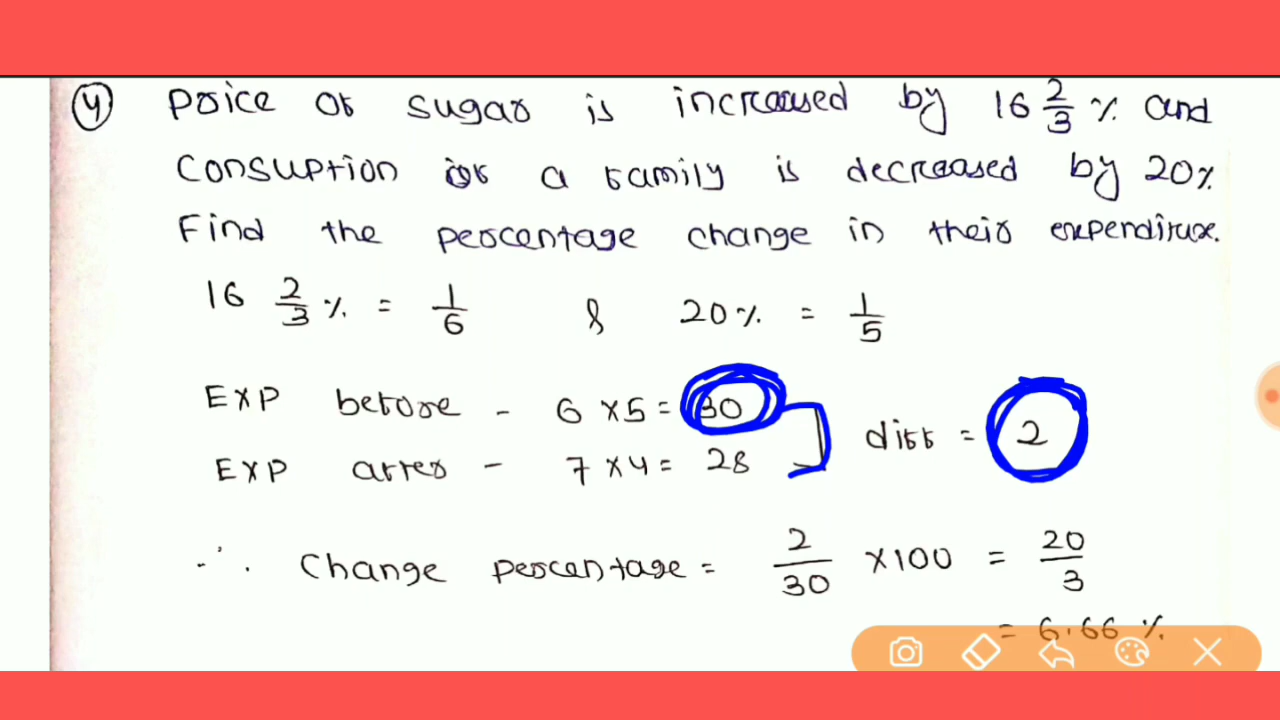 (4) Price of sugar is increased by 16 2/3 % and
Consuption of a family is decreased by 20%
Find the percentage change in their expenditure.
16 2/3 % = 1/6 & 20% = 1/5
EXP before - 6 × 5 = 30
diff = 2
EXP after - 7 × 4 = 28
∴ Change percentage = 2/30 × 100 = 20/3
= 6.66 %